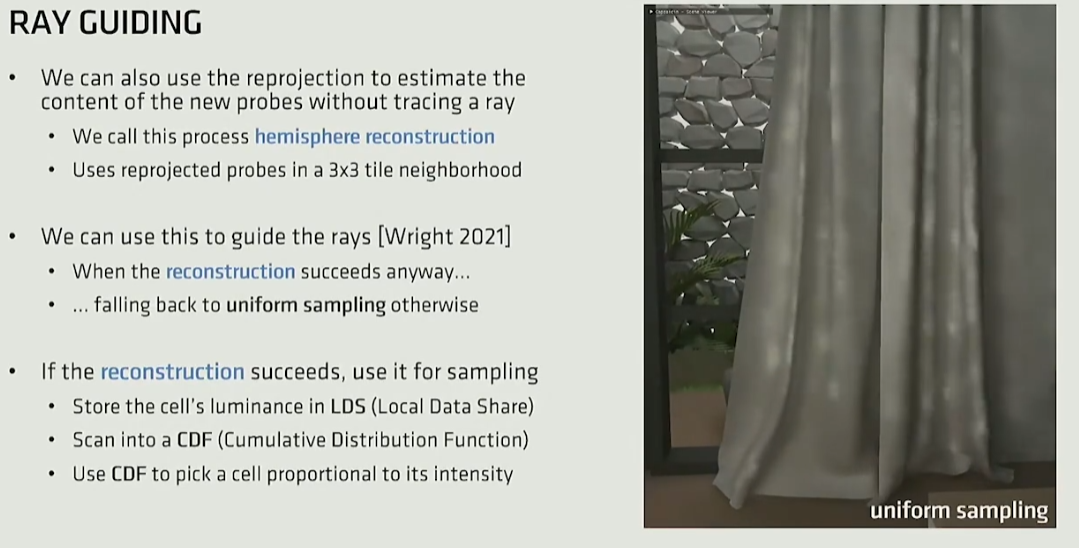 RAY GUIDING
• We can also use the reprojection to estimate the
content of the new probes without tracing a ray
• We call this process hemisphere reconstruction
• Uses reprojected probes in a 3x3 tile neighborhood
• We can use this to guide the rays [Wright 2021]
• When the reconstruction succeeds anyway...
• ... falling back to uniform sampling otherwise
• If the reconstruction succeeds, use it for sampling
• Store the cell's luminance in LDS (Local Data Share)
• Scan into a CDF (Cumulative Distribution Function)
• Use CDF to pick a cell proportional to its intensity
uniform sampling